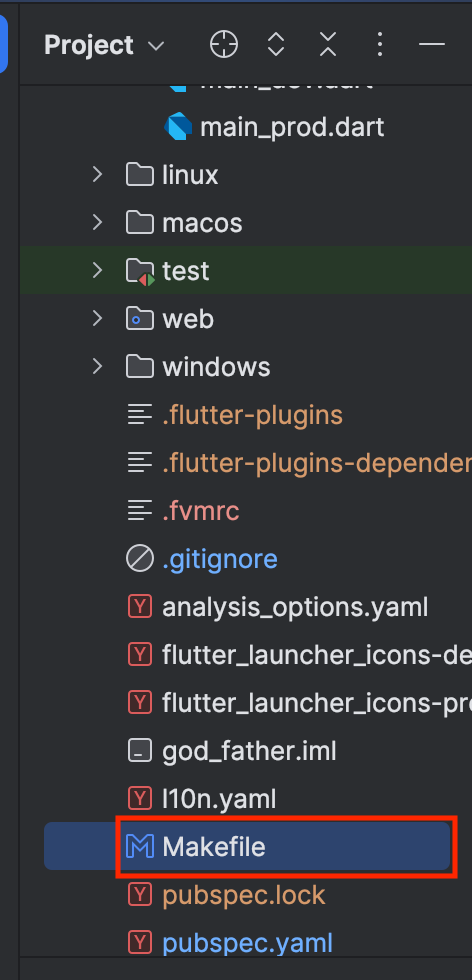 Project
main_dev.dart
main_prod.dart
linux
macos
test
web
windows
.flutter-plugins
.flutter-plugins-depender
.fvmrc
.gitignore
analysis_options.yaml
flutter_launcher_icons-de
flutter_launcher_icons-pro
god_father.iml
l10n.yaml
Makefile
pubspec.lock
pubspec.yaml